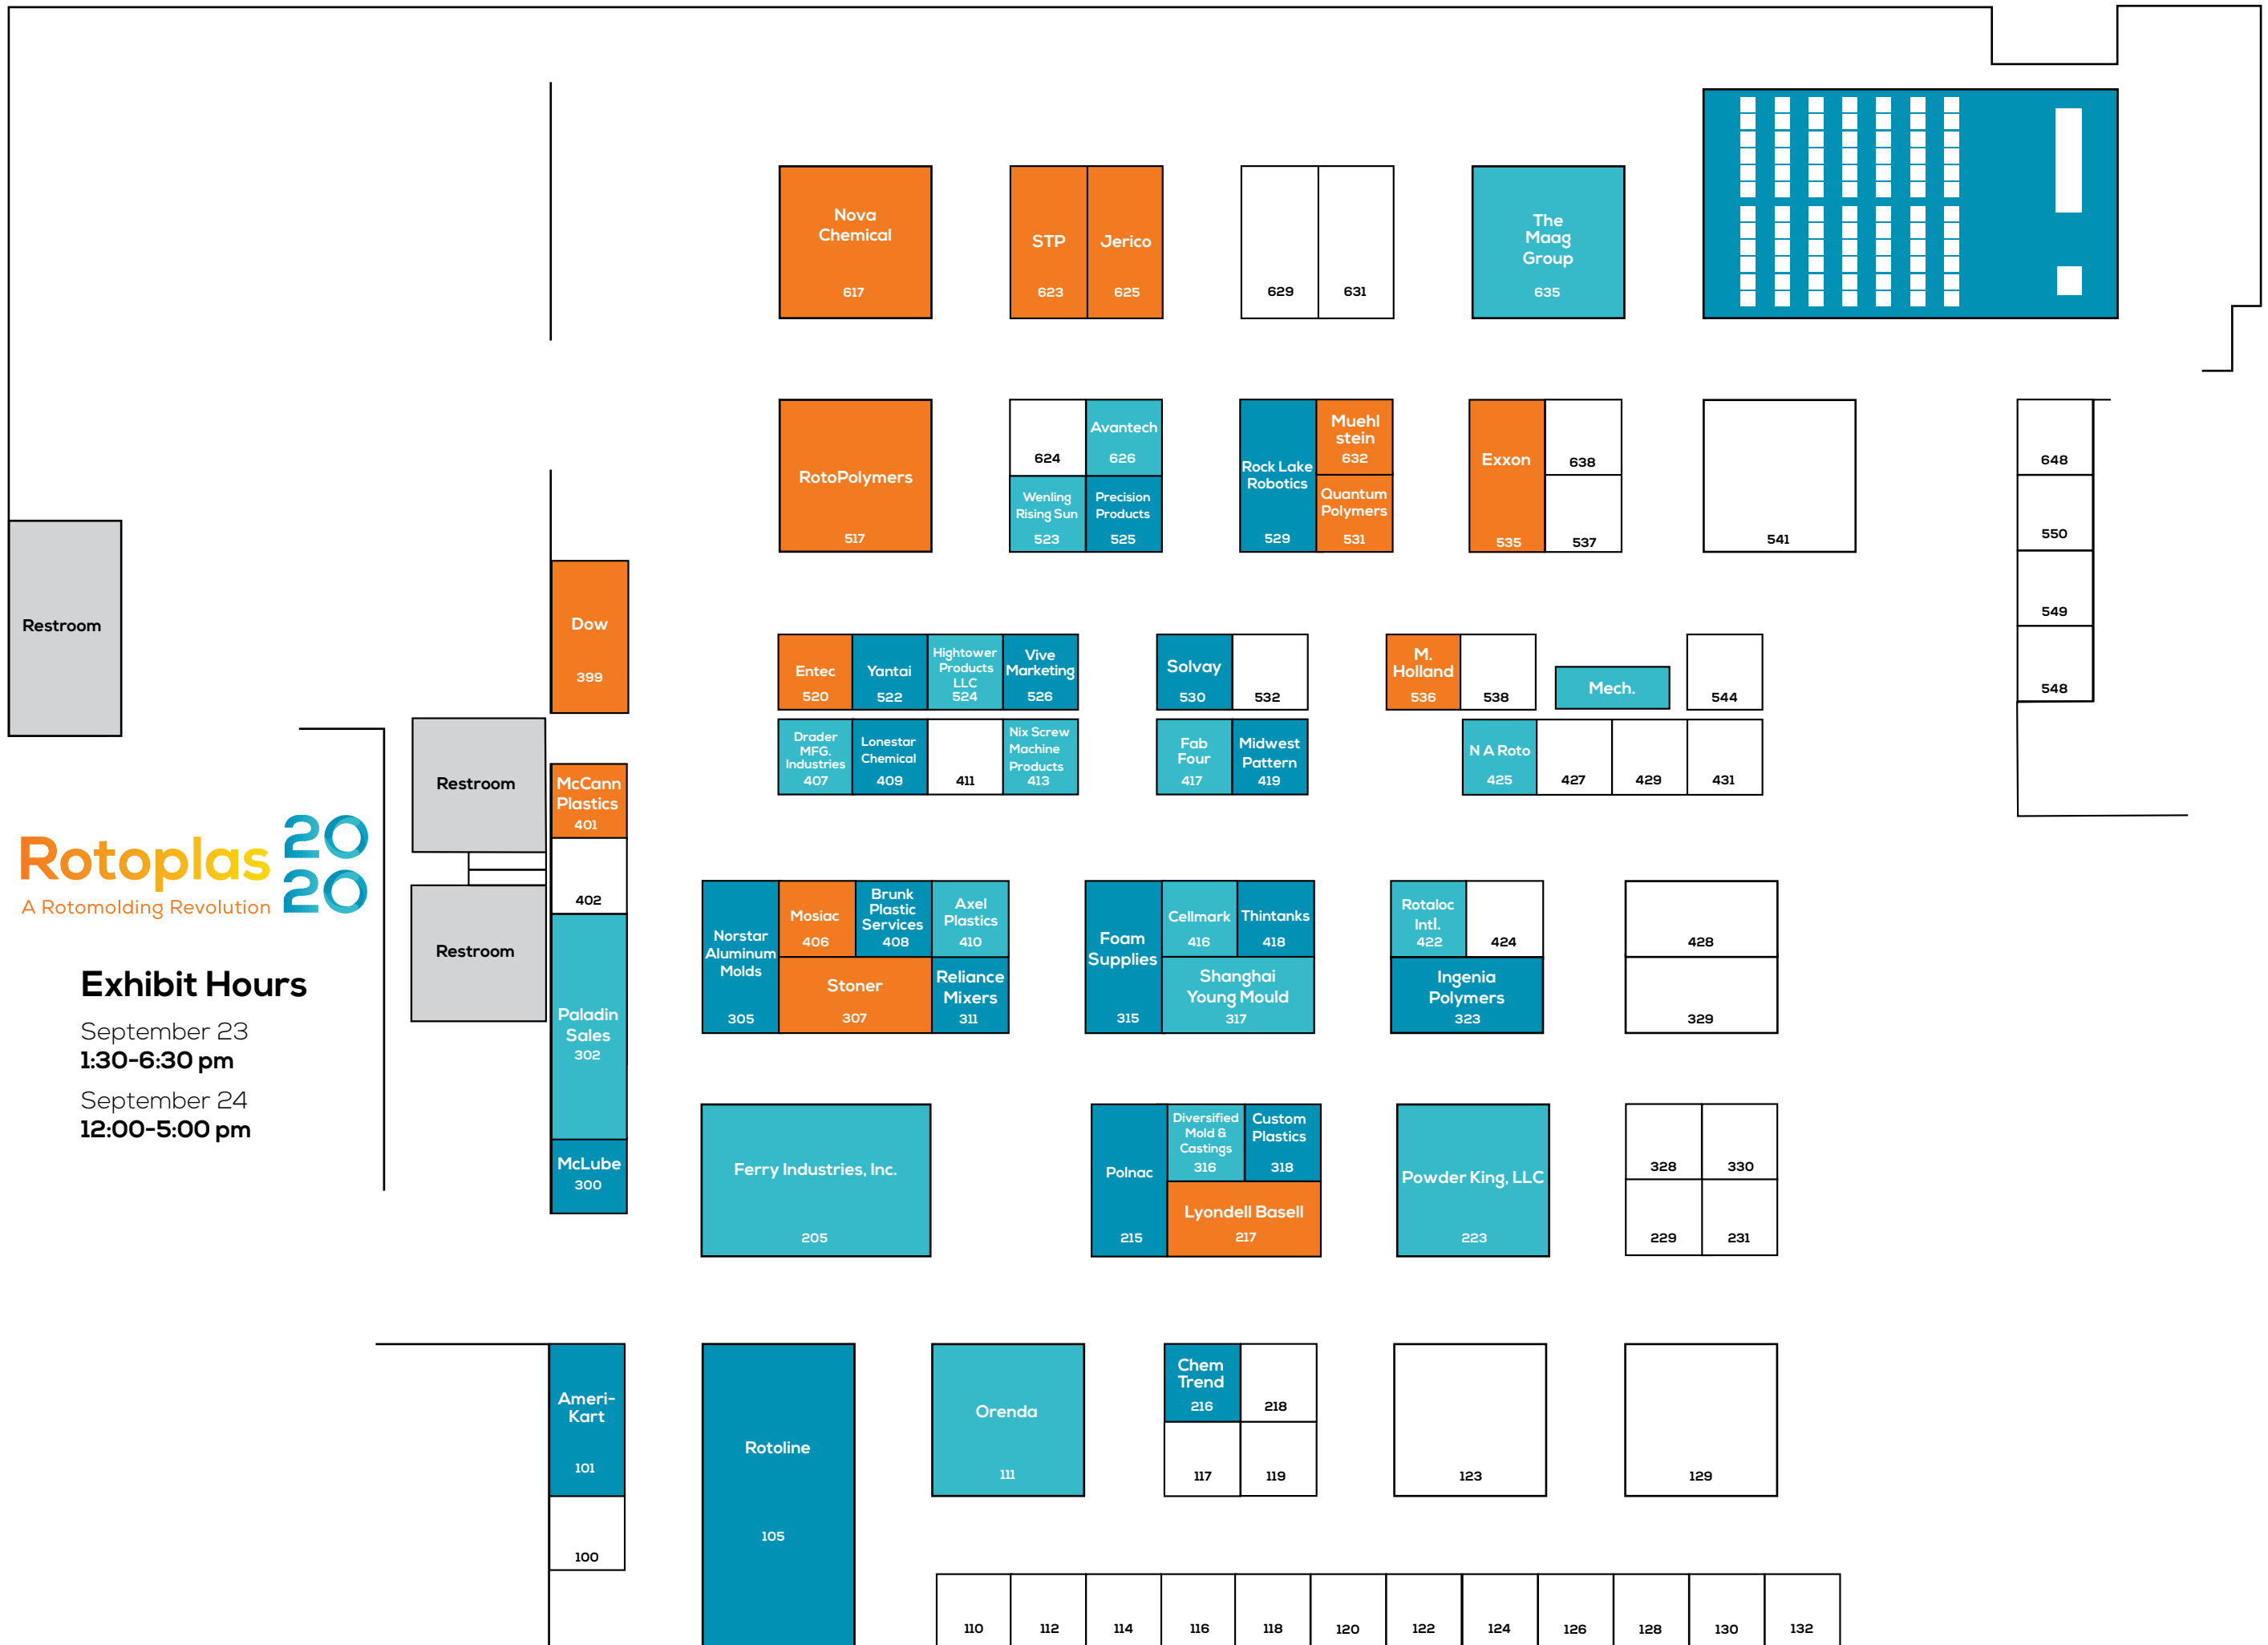 Nova
Chemical
617
STP
623
Jerico
625
629
631
The
Maag
Group
635
RotoPolymers
517
624
Avantech
626
Wenling
Rising Sun
523
Precision
Products
525
Rock Lake
Robotics
529
Muehl
stein
632
Quantum
Polymers
531
Exxon
535
638
537
541
648
550
549
548
Restroom
Dow
399
Entec
520
Yantai
522
Hightower
Products
LLC
524
Vive
Marketing
526
Solvay
530
532
M.
Holland
536
538
Mech.
544
Drader
MFG.
Industries
407
Lonestar
Chemical
409
411
Nix Screw
Machine
Products
413
Fab
Four
417
Midwest
Pattern
419
N A Roto
425
427
429
431
Restroom
McCann
Plastics
401
402
Restroom
Rotoplas
20
20
A Rotomolding Revolution
Exhibit Hours
September 23
1:30-6:30 pm
September 24
12:00-5:00 pm
Paladin
Sales
302
McLube
300
Norstar
Aluminum
Molds
305
Mosiac
406
Brunk
Plastic
Services
408
Axel
Plastics
410
Stoner
307
Reliance
Mixers
311
Foam
Supplies
315
Cellmark
416
Thintanks
418
Shanghai
Young Mould
317
Rotaloc
Intl.
422
424
Ingenia
Polymers
323
428
329
Ferry Industries, Inc.
205
Polnac
215
Diversified
Mold &
Castings
316
Custom
Plastics
318
Lyondell Basell
217
Powder King, LLC
223
328
330
229
231
Ameri-
Kart
101
100
Rotoline
105
Orenda
111
Chem
Trend
216
218
117
119
123
129
110
112
114
116
118
120
122
124
126
128
130
132